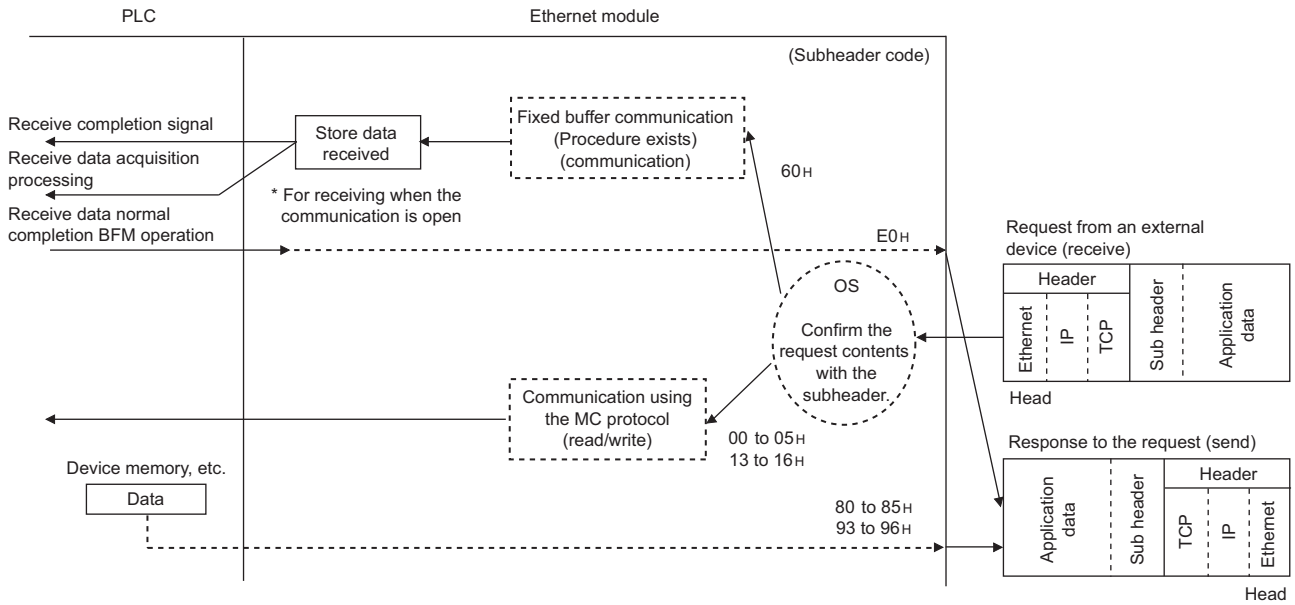 PLC
Ethernet module
(Subheader code)
Receive completion signal
Receive data acquisition
processing
Receive data normal
completion BFM operation
Store data
received
* For receiving when the
communication is open
Fixed buffer communication
(Procedure exists)
(communication)
60H
E0H
OS
Confirm the
request contents
with the
subheader.
Request from an external
device (receive)
Header
Ethernet
IP
TCP
Sub header
Application
data
Head
Communication using
the MC protocol
(read/write)
00 to 05H
13 to 16H
Device memory, etc.
Data
80 to 85H
93 to 96H
Response to the request (send)
Application
data
Sub header
Header
TCP
IP
Ethernet
Head